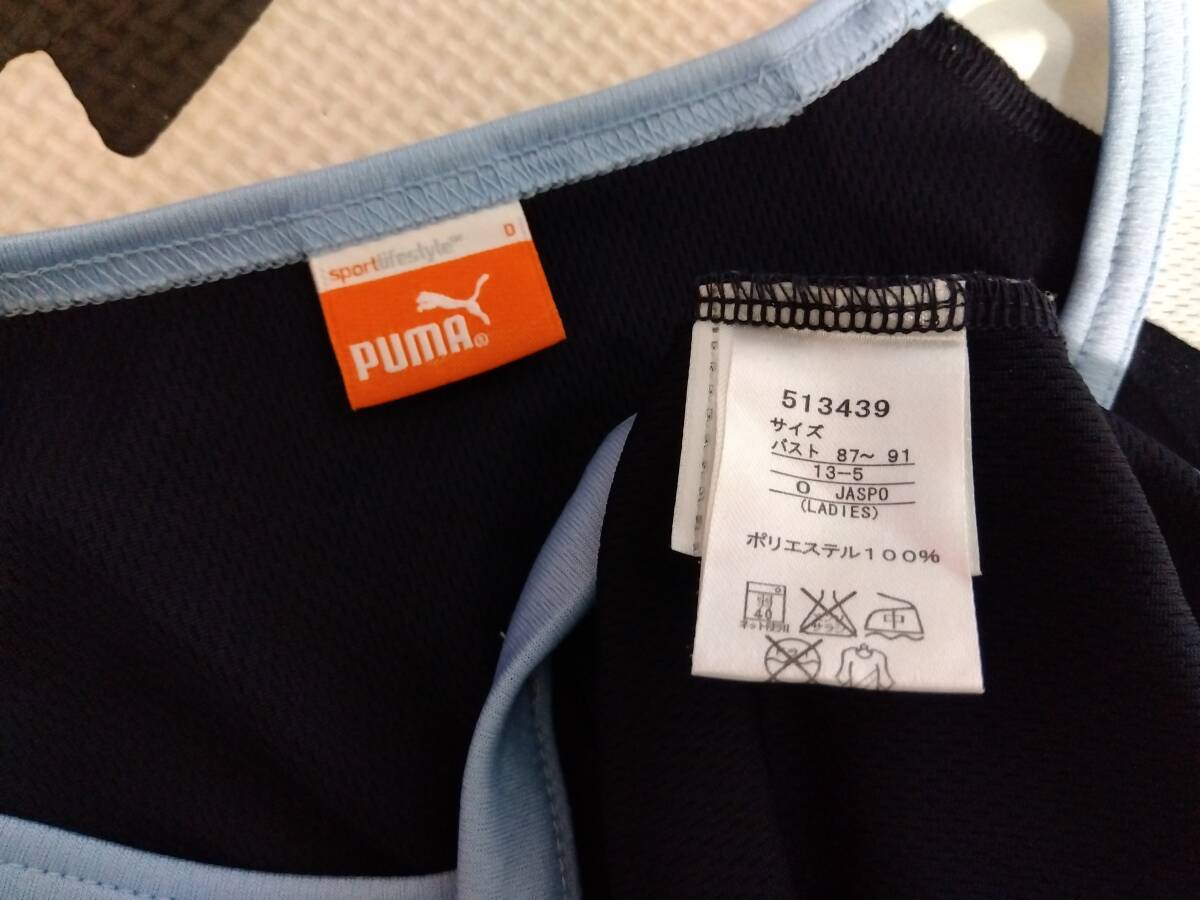 sportlifestyle℠ O
PUMA®
513439
サイズ
バスト 87～ 91
13-5
O JASPO
(LADIES)
ポリエステル100%
40
中